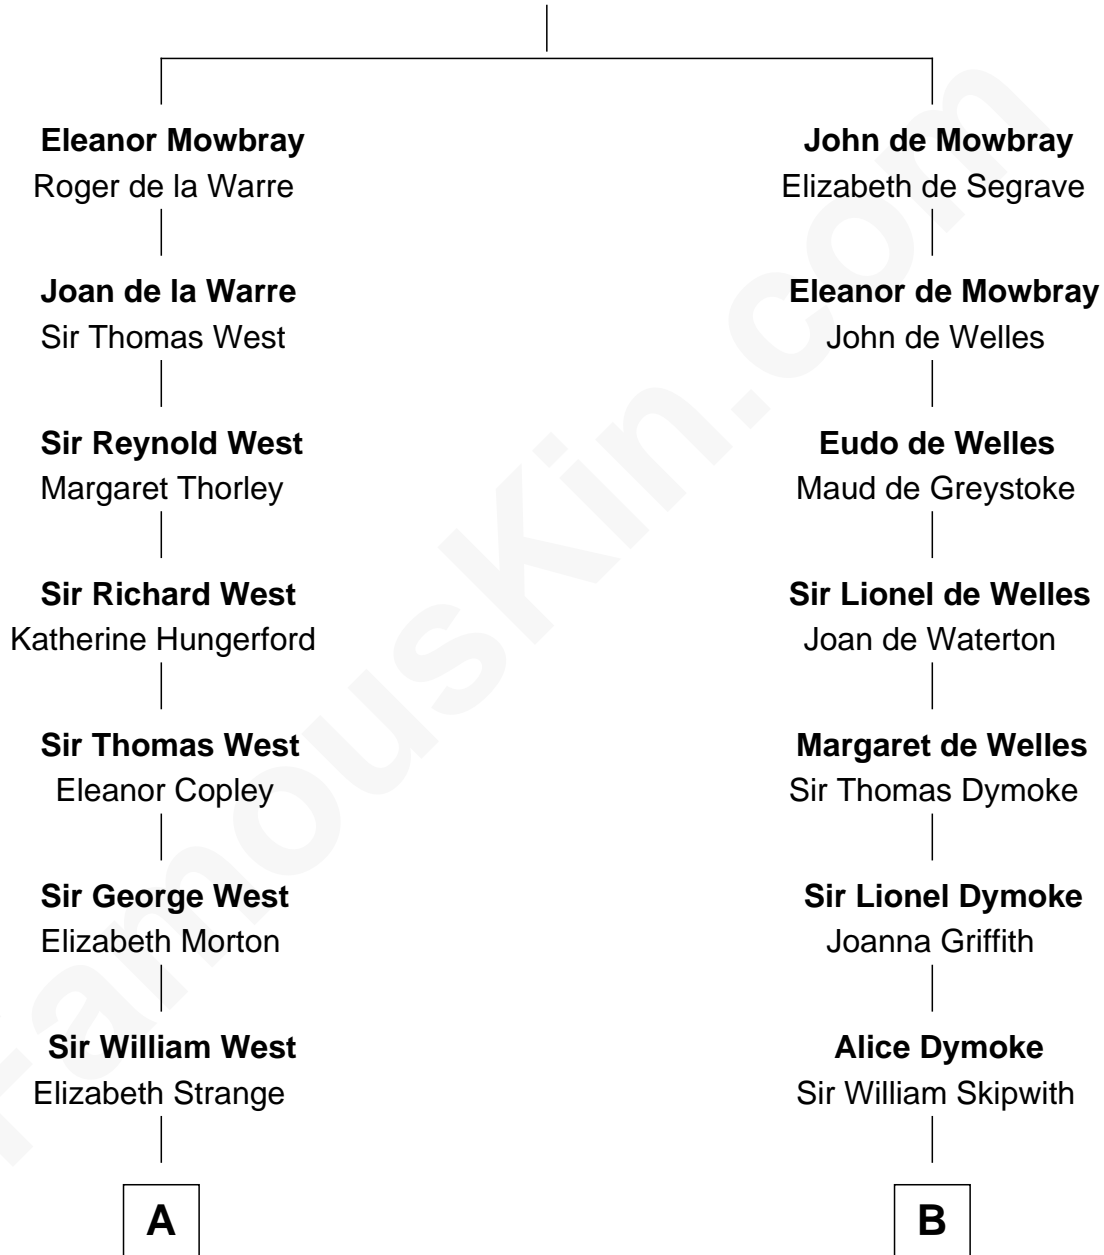 Eleanor Mowbray
Roger de la Warre
John de Mowbray
Elizabeth de Segrave
Joan de la Warre
Sir Thomas West
Eleanor de Mowbray
John de Welles
Sir Reynold West
Margaret Thorley
Eudo de Welles
Maud de Greystoke
Sir Richard West
Katherine Hungerford
Sir Lionel de Welles
Joan de Waterton
Sir Thomas West
Eleanor Copley
Margaret de Welles
Sir Thomas Dymoke
Sir George West
Elizabeth Morton
Sir Lionel Dymoke
Joanna Griffith
Sir William West
Elizabeth Strange
Alice Dymoke
Sir William Skipwith
A
B
FamousKin.com